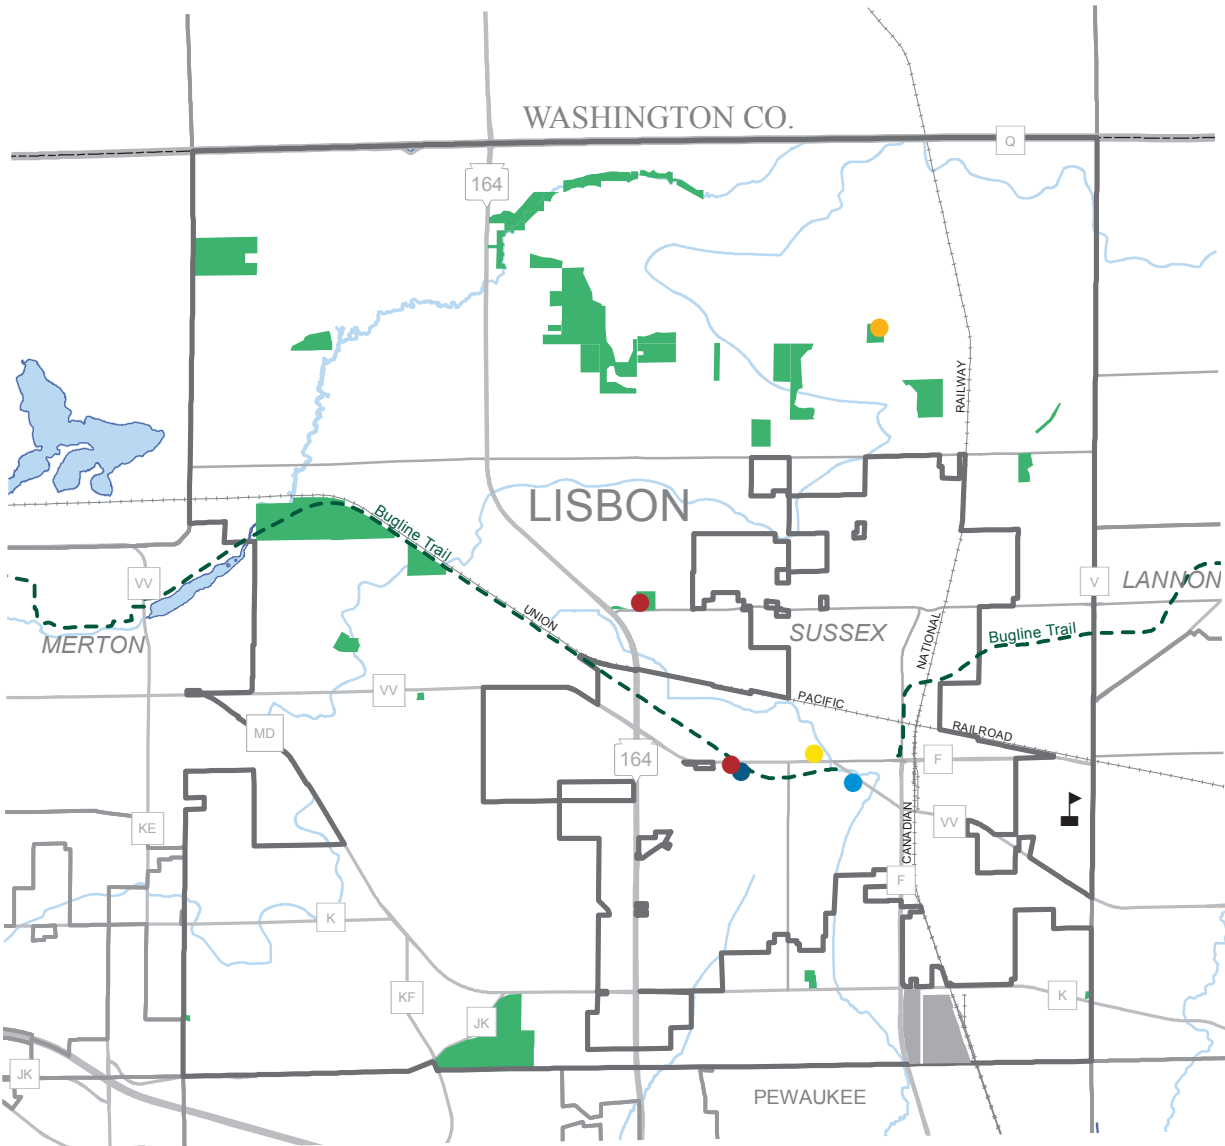 WASHINGTON CO.
Q
164
RAILWAY
LISBON
Bugline Trail
VV
V
LANNON
UNION
MERTON
SUSSEX
NATIONAL
Bugline Trail
VV
PACIFIC
MD
RAILROAD
164
F
KE
CANADIAN
VV
F
K
KF
K
JK
JK
PEWAUKEE